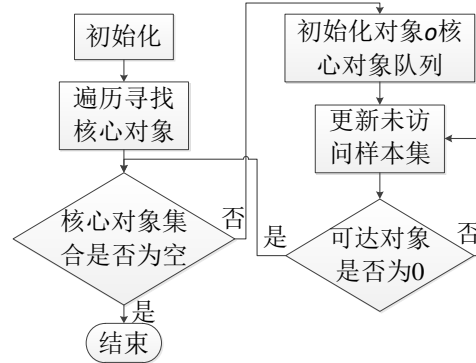 初始化
遍历寻找
核心对象
核心对象集
合是否为空
否
是
结束
初始化对象o核
心对象队列
更新未访
问样本集
可达对象
是否为0
是
否